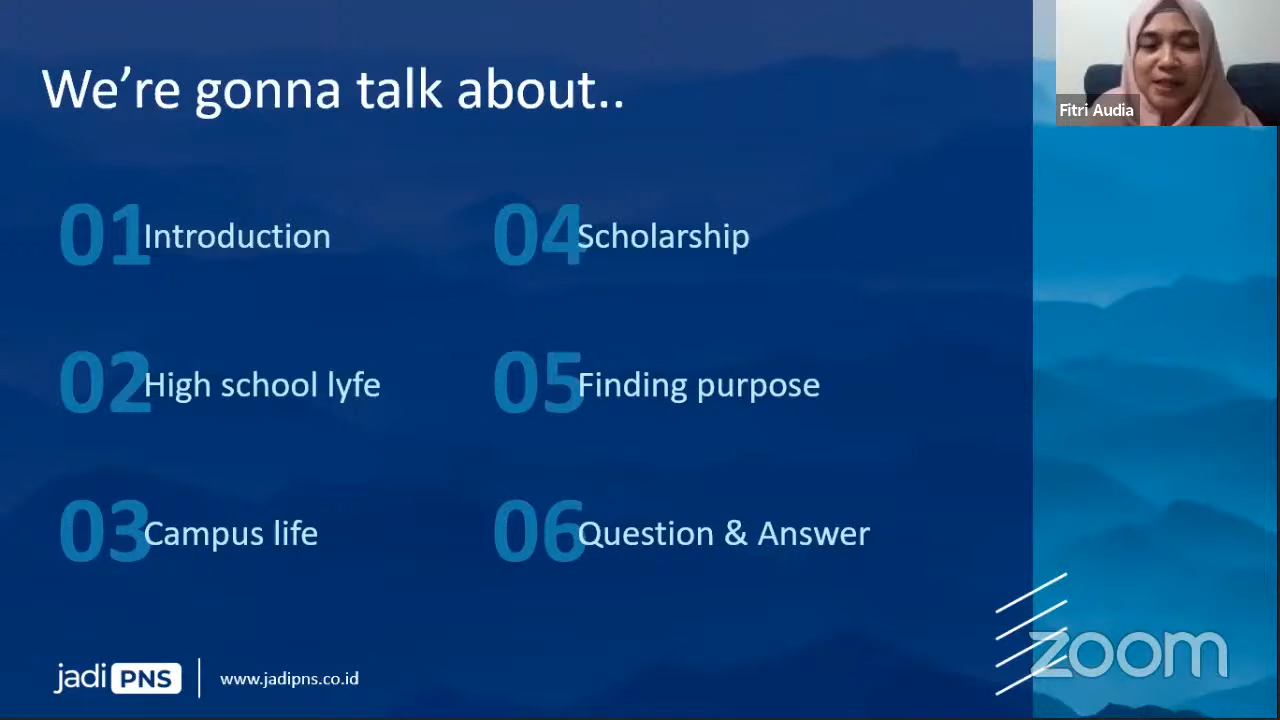 We're gonna talk about..
Fitri Audia
01 Introduction
02 High school lyfe
03 Campus life
04 Scholarship
05 Finding purpose
06 Question & Answer
jadi PNS
www.jadipns.co.id
zoom